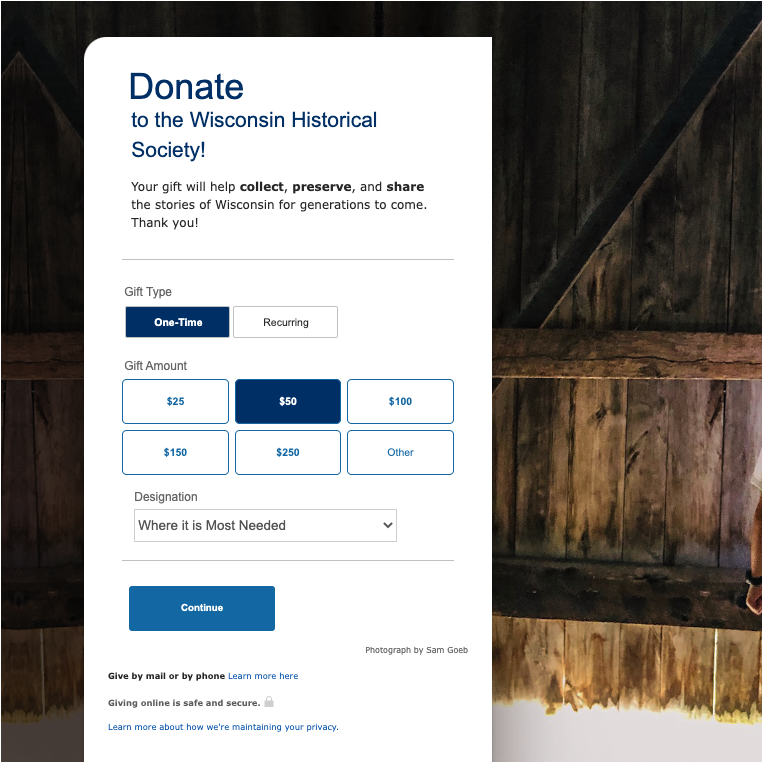 Donate
to the Wisconsin Historical
Society!
Your gift will help collect, preserve, and share
the stories of Wisconsin for generations to come.
Thank you!
Gift Type
One-Time
Recurring
Gift Amount
$25
$50
$100
$150
$250
Other
Designation
Where it is Most Needed
Continue
Photograph by Sam Goeb
Give by mail or by phone Learn more here
Giving online is safe and secure.
Learn more about how we're maintaining your privacy.